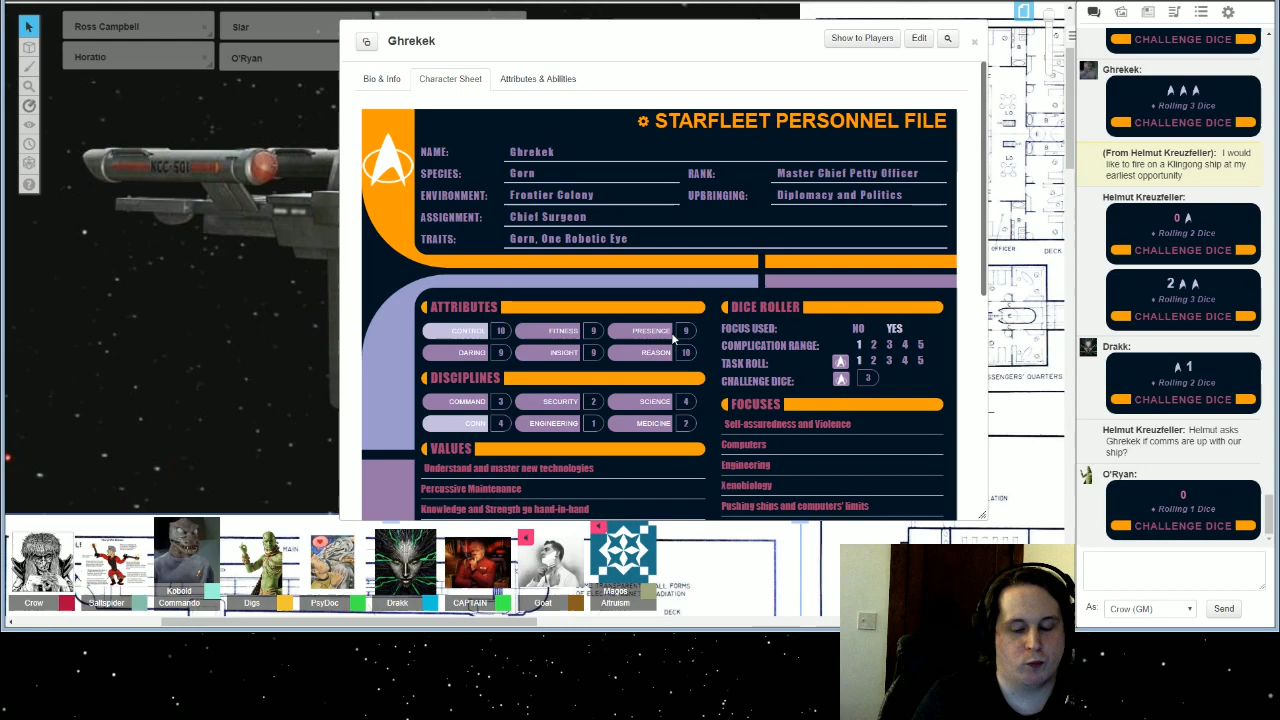 Ross Campbell
Slar
Horatio
O'Ryan
Ghrekek
Show to Players
Edit
Bio & Info
Character Sheet
Attributes & Abilities
STARFLEET PERSONNEL FILE
NAME: Ghrekek
SPECIES: Gorn RANK: Master Chief Petty Officer
ENVIRONMENT: Frontier Colony UPBRINGING: Diplomacy and Politics
ASSIGNMENT: Chief Surgeon
TRAITS: Gorn, One Robotic Eye
ATTRIBUTES
CONTROL 10 FITNESS 9 PRESENCE 9
DARING 9 INSIGHT 9 REASON 10
DISCIPLINES
COMMAND 3 SECURITY 2 SCIENCE 4
CONN 4 ENGINEERING 1 MEDICINE 2
VALUES
Understand and master new technologies
Percussive Maintenance
Knowledge and Strength go hand-in-hand
DICE ROLLER
FOCUS USED: NO YES
COMPLICATION RANGE: 1 2 3 4 5
TASK ROLL: 1 2 3 4 5
CHALLENGE DICE: 3
FOCUSES
Self-assuredness and Violence
Computers
Engineering
Xenobiology
Pushing ships and computers' limits
CHALLENGE DICE
Ghrekek:
♦ Rolling 3 Dice
CHALLENGE DICE
(From Helmut Kreuzfeller): I would
like to fire on a Klingong ship at my
earliest opportunity
Helmut Kreuzfeller:
0
♦ Rolling 2 Dice
CHALLENGE DICE
2
♦ Rolling 3 Dice
CHALLENGE DICE
Drakk:
1
♦ Rolling 2 Dice
CHALLENGE DICE
Helmut Kreuzfeller: Helmut asks
Ghrekek if comms are up with our
ship?
O'Ryan:
0
♦ Rolling 1 Dice
CHALLENGE DICE
As: Crow (GM) Send
OFFICER
DECK
MAIN
DECK
Crow
Saltspider
Kobold
Commando
Digs
PsyDoc
Drakk
CAPTAIN
Goat
Magos
Altruism